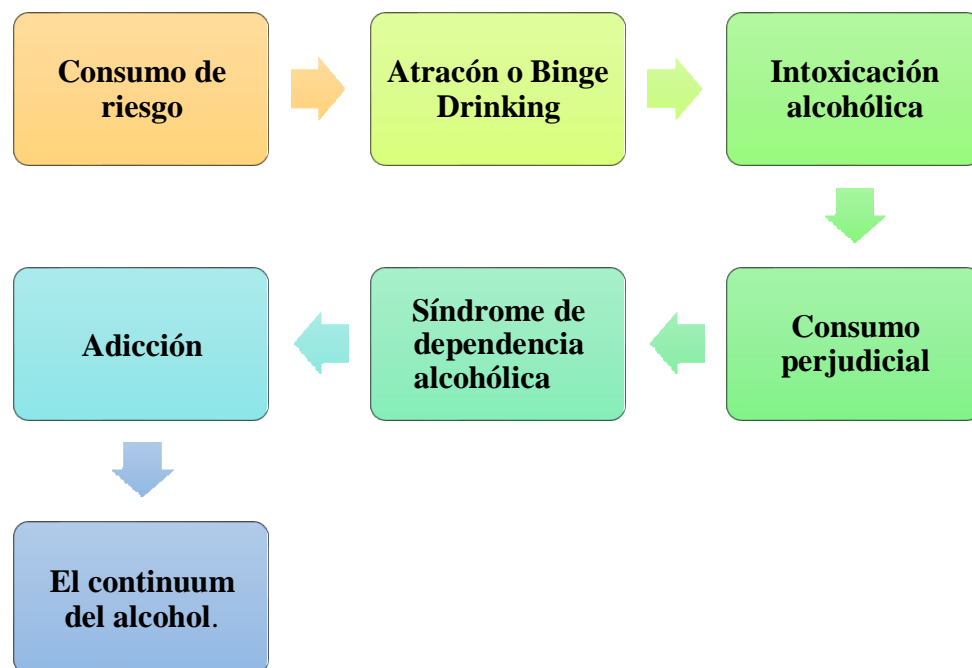 Consumo de
riesgo
Atracón o Binge
Drinking
Intoxicación
alcohólica
Consumo
perjudicial
Síndrome de
dependencia
alcohólica
Adicción
El continuum
del alcohol.